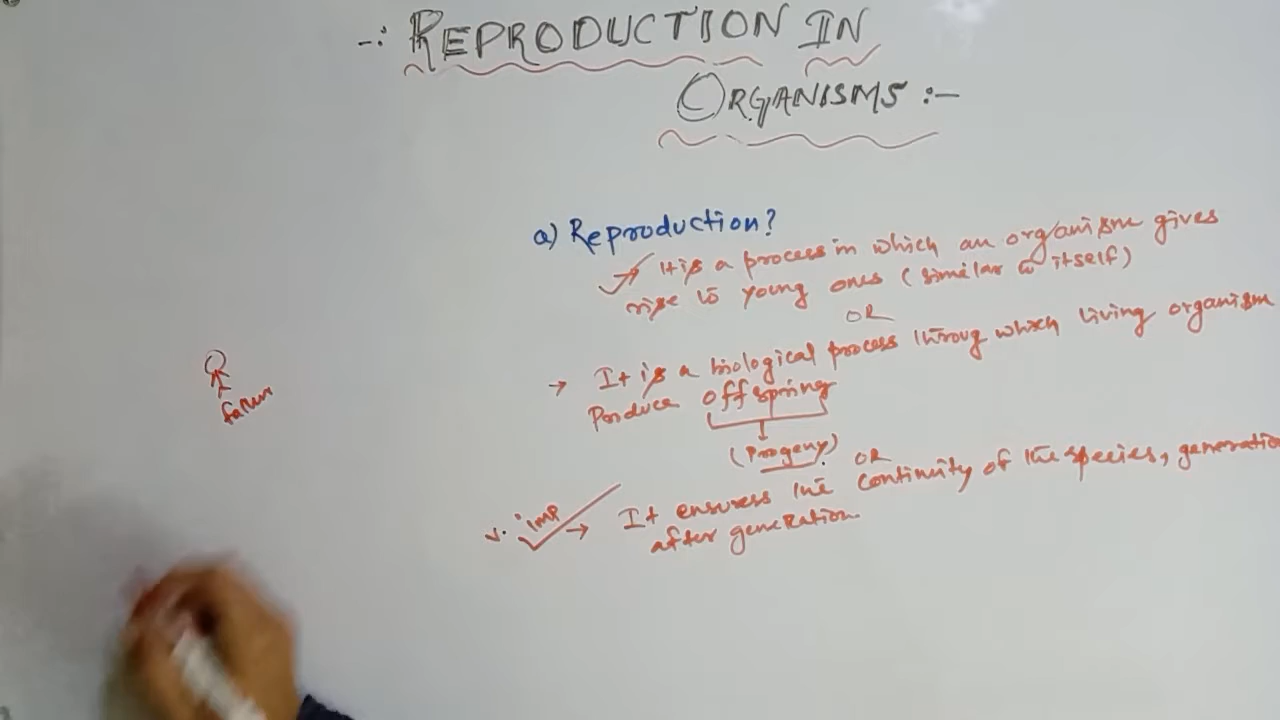 -: REPRODUCTION IN
ORGANISMS :-
a) Reproduction?
It is a process in which an organism gives
rise to young ones (similar to itself)
OR
→ It is a biological process throug which living organism
Produce offspring
(Progeny)
OR
v. imp → It ensures the continuity of the species, generation
after generation